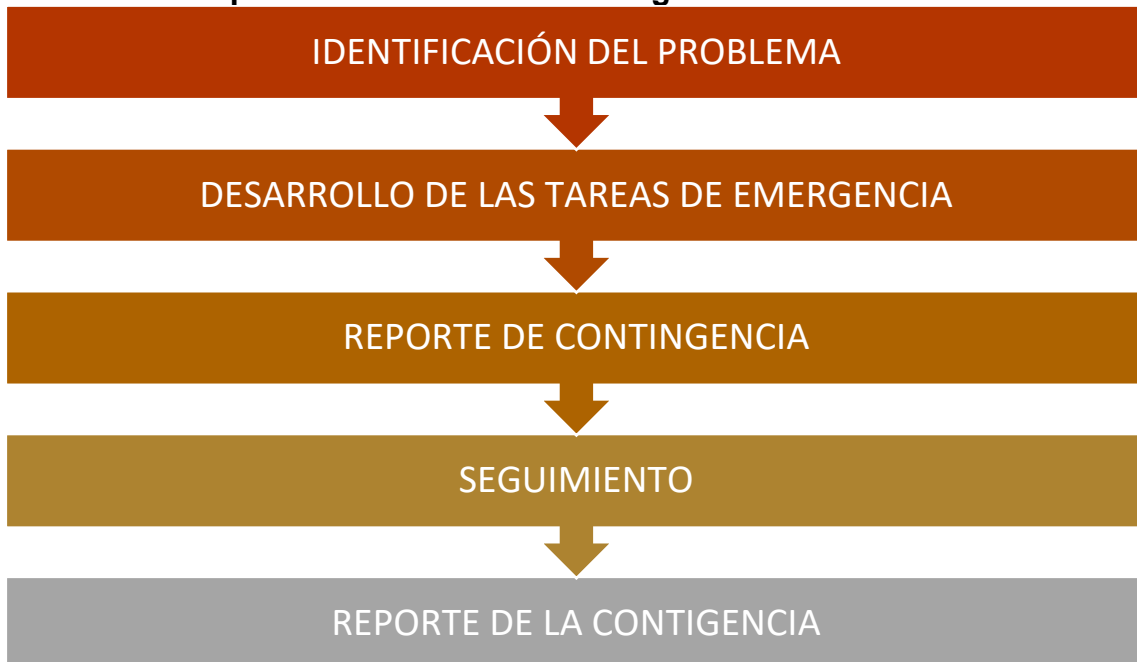 IDENTIFICACIÓN DEL PROBLEMA
DESARROLLO DE LAS TAREAS DE EMERGENCIA
REPORTE DE CONTINGENCIA
SEGUIMIENTO
REPORTE DE LA CONTIGENCIA